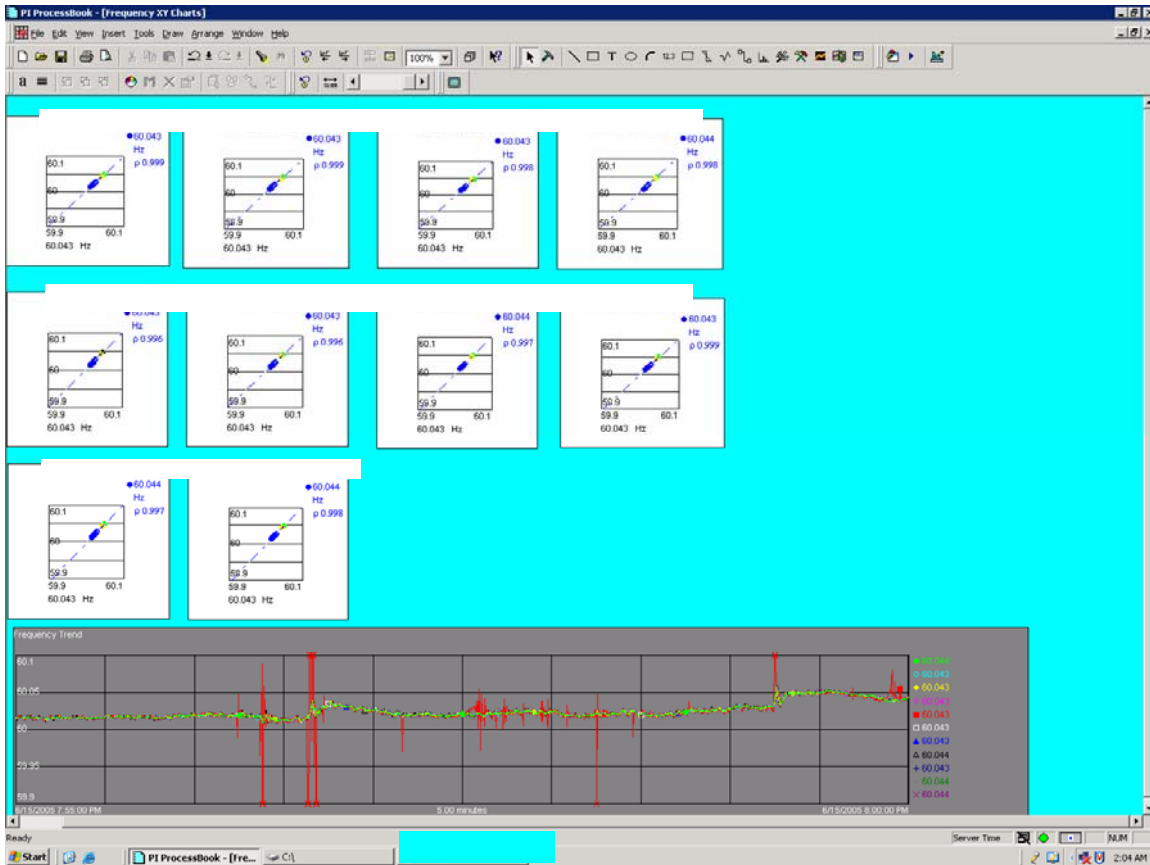 PI ProcessBook - [Frequency XY Charts]
File Edit View Insert Tools Draw Arrange Window Help
100%
60.043
Hz
ρ 0.999
60.1
60
59.9
59.9 60.1
60.043 Hz
60.043
Hz
ρ 0.999
60.1
60
59.9
59.9 60.1
60.043 Hz
60.043
Hz
ρ 0.998
60.1
60
59.9
59.9 60.1
60.043 Hz
60.044
Hz
ρ 0.998
60.1
60
59.9
59.9 60.1
60.043 Hz
60.043
Hz
ρ 0.996
60.1
60
59.9
59.9 60.1
60.043 Hz
60.043
Hz
ρ 0.996
60.1
60
59.9
59.9 60.1
60.043 Hz
60.044
Hz
ρ 0.997
60.1
60
59.9
59.9 60.1
60.043 Hz
60.043
Hz
ρ 0.999
60.1
60
59.9
59.9 60.1
60.043 Hz
60.044
Hz
ρ 0.997
60.1
60
59.9
59.9 60.1
60.043 Hz
60.044
Hz
ρ 0.998
60.1
60
59.9
59.9 60.1
60.043 Hz
Frequency Trend
60.1
60.05
60
59.95
59.9
6/15/2005 7:55:00 PM 5.00 minutes 6/15/2005 8:00:00 PM
60.043
60.043
60.043
60.043
60.043
60.044
60.043
60.044
60.044
Ready Server Time NUM
Start PI ProcessBook - [Fre... C:\ 2:04 AM